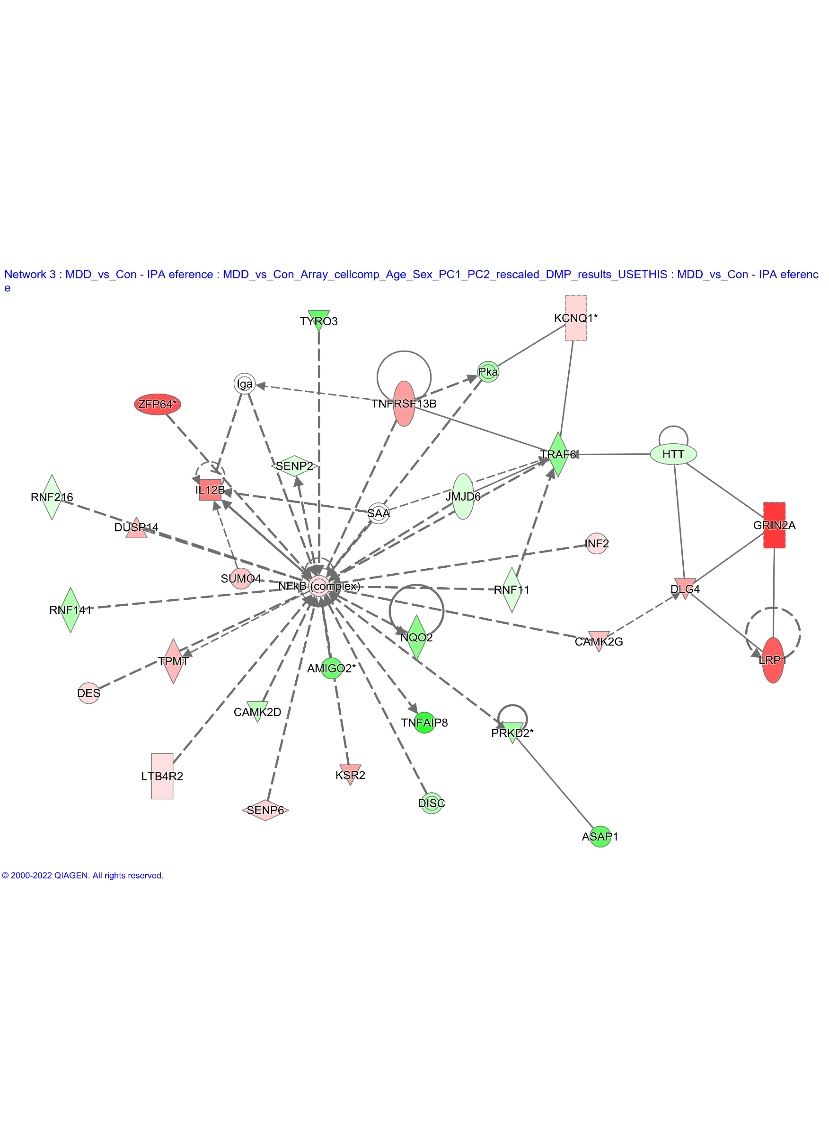 Network 3 : MDD_vs_Con - IPA eference : MDD_vs_Con_Array_cellcomp_Age_Sex_PC1_PC2_rescaled_DMP_results_USETHIS : MDD_vs_Con - IPA eferenc
e
KCNQ1*
TYRO3
Pka
Iga
ZFP64*
TNFRSF13B
TRAF6
HTT
SENP2
IL12B
RNF216
JMJD6
SAA
DUSP14
GRIN2A
INF2
SUMO4
NFkB (complex)
RNF11
DLG4
RNF141
NQO2
CAMK2G
TPMT
LRP1
AMIGO2*
DES
CAMK2D
TNFAIP8
PRKD2*
LTB4R2
KSR2
DISC
SENP6
ASAP1
© 2000-2022 QIAGEN. All rights reserved.